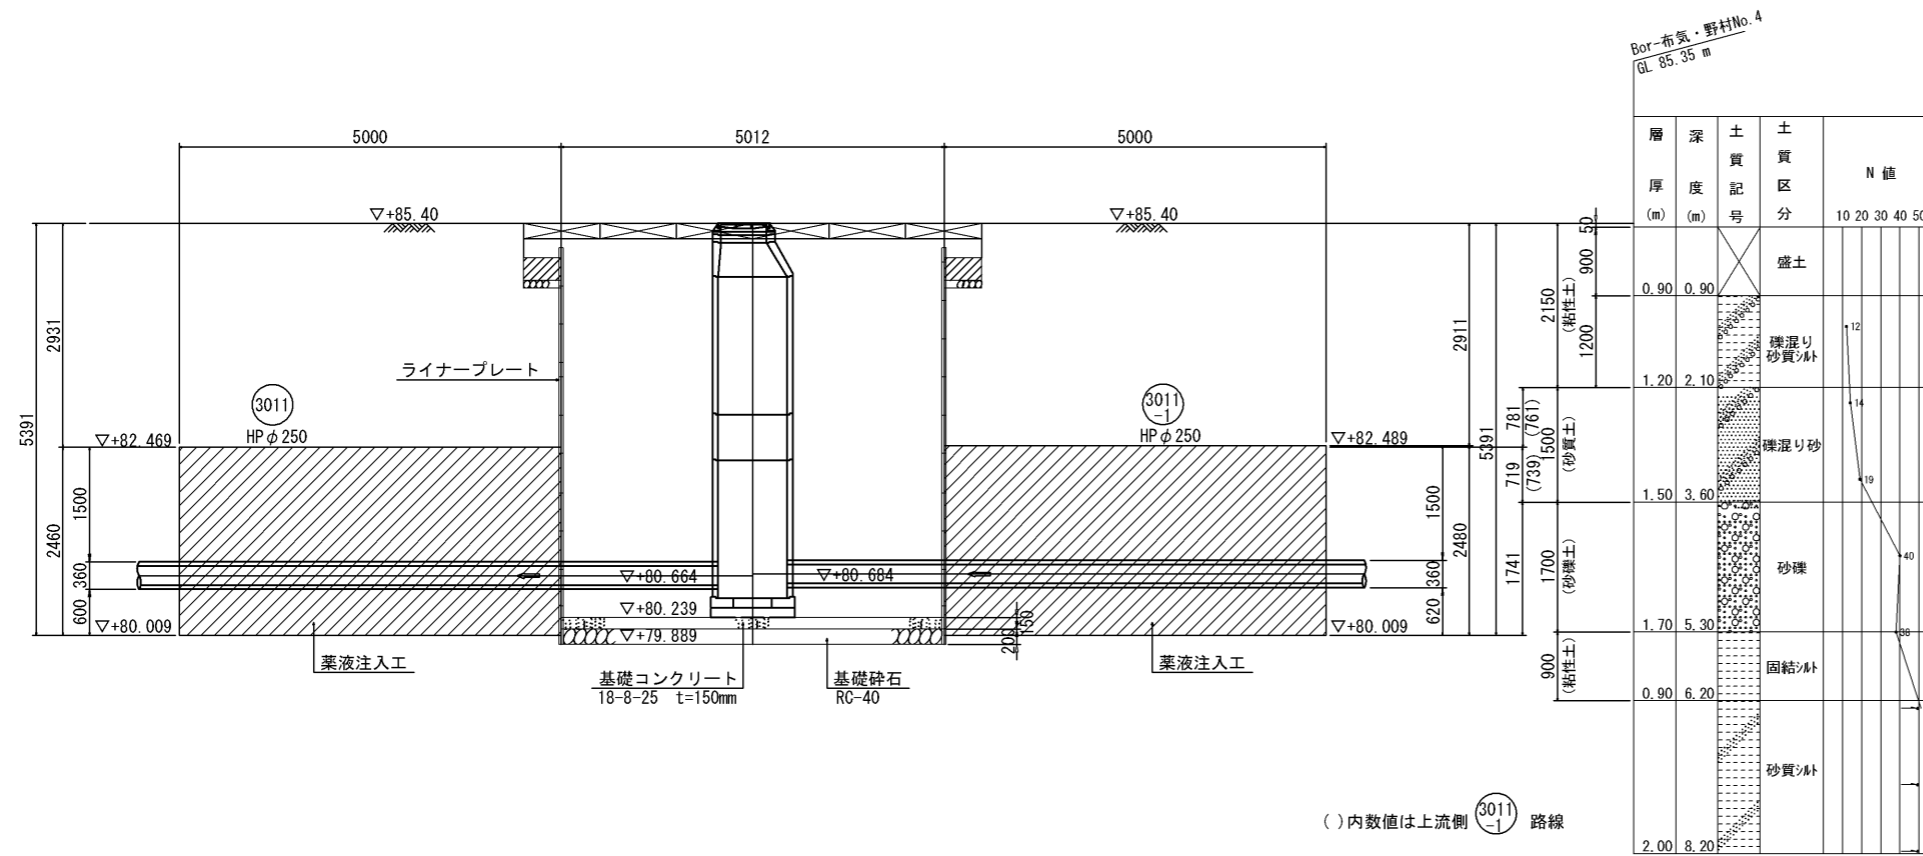 Bor-布気・野村No.4
GL 85.35 m
5000
5012
5000
層厚(m)
深度(m)
土質記号
土質区分
N 値
10 20 30 40 50
▽+85.40
▽+85.40
50
900
盛土
0.90 0.90
2931
2911
2150
(粘性土)
1200
12
礫混り
砂質シルト
1.20 2.10
ライナープレート
3011
HPφ250
3011
-1
HPφ250
5391
5391
781
(761)
1500
(砂質土)
14
礫混り砂
▽+82.469
▽+82.489
719
(739)
19
1.50 3.60
1500
2460
1500
2480
1741
1700
(砂礫土)
40
砂礫
360
▽+80.664
▽+80.684
360
600
▽+80.239
620
150
▽+80.009
▽+79.889
200
▽+80.009
1.70 5.30
38
薬液注入工
基礎コンクリート
18-8-25 t=150mm
基礎砕石
RC-40
薬液注入工
900
(粘性土)
固結シルト
0.90 6.20
砂質シルト
( )内数値は上流側 3011-1 路線
2.00 8.20